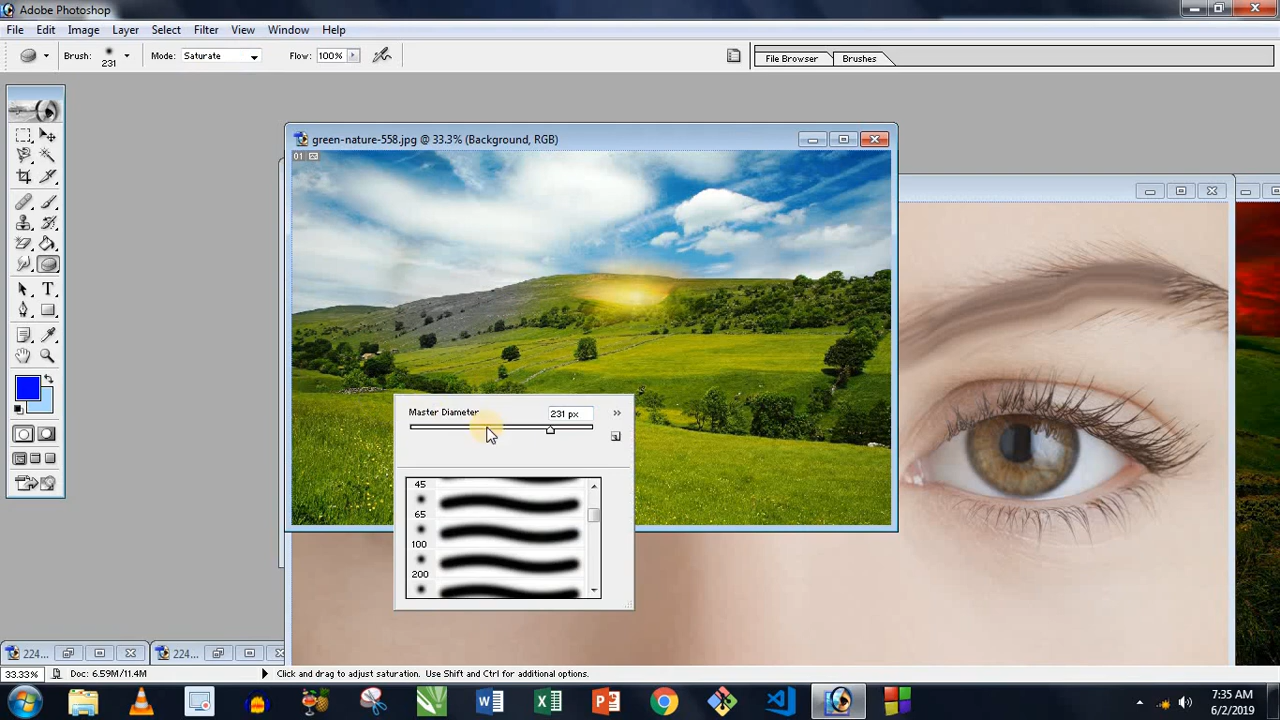 Adobe Photoshop
File Edit Image Layer Select Filter View Window Help
Brush: 231 Mode: Saturate Flow: 100%
File Browser Brushes
green-nature-558.jpg @ 33.3% (Background, RGB)
01
Master Diameter 231 px
45
65
100
200
224... 224...
33.33% Doc: 6.59M/11.4M Click and drag to adjust saturation. Use Shift and Ctrl for additional options.
7:35 AM
6/2/2019